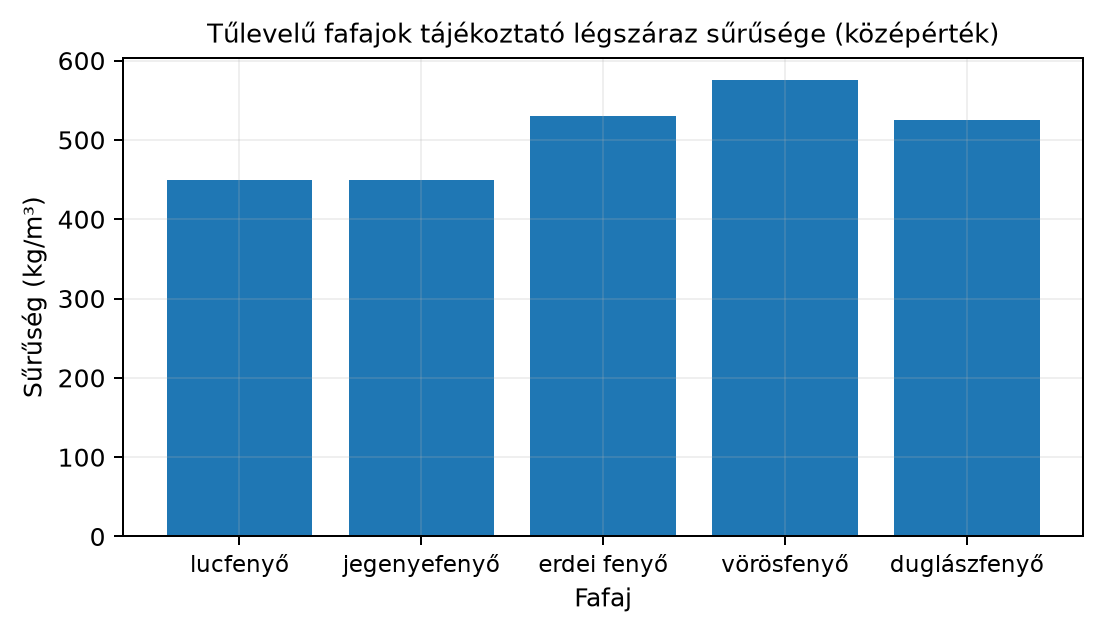 Tűlevelű fafajok tájékoztató légszáraz sűrűsége (középérték)
Sűrűség (kg/m³)
600
500
400
300
200
100
0
lucfenyő jegenyefenyő erdei fenyő vörösfenyő duglászfenyő
Fafaj